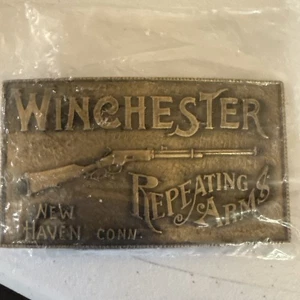 WINCHESTER
REPEATING
ARMS
NEW
HAVEN CONN.